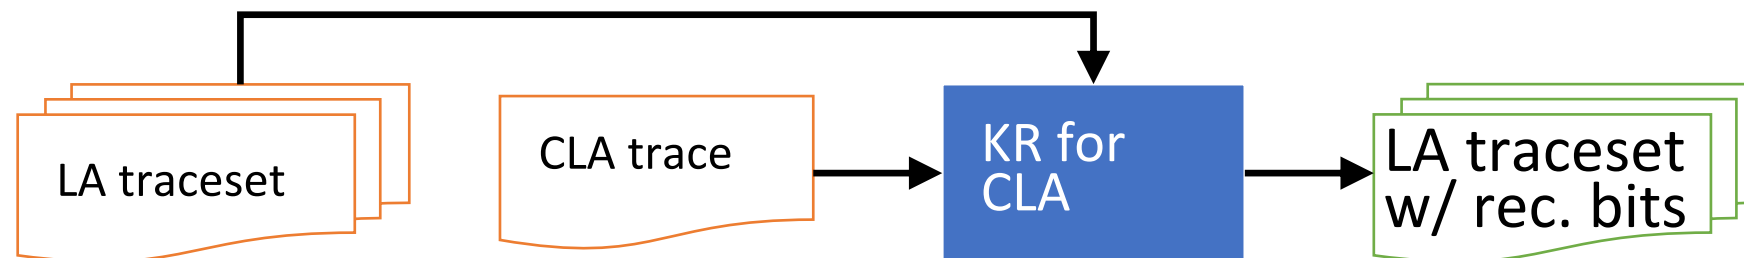 LA traceset
CLA trace
KR for
CLA
LA traceset
w/ rec. bits